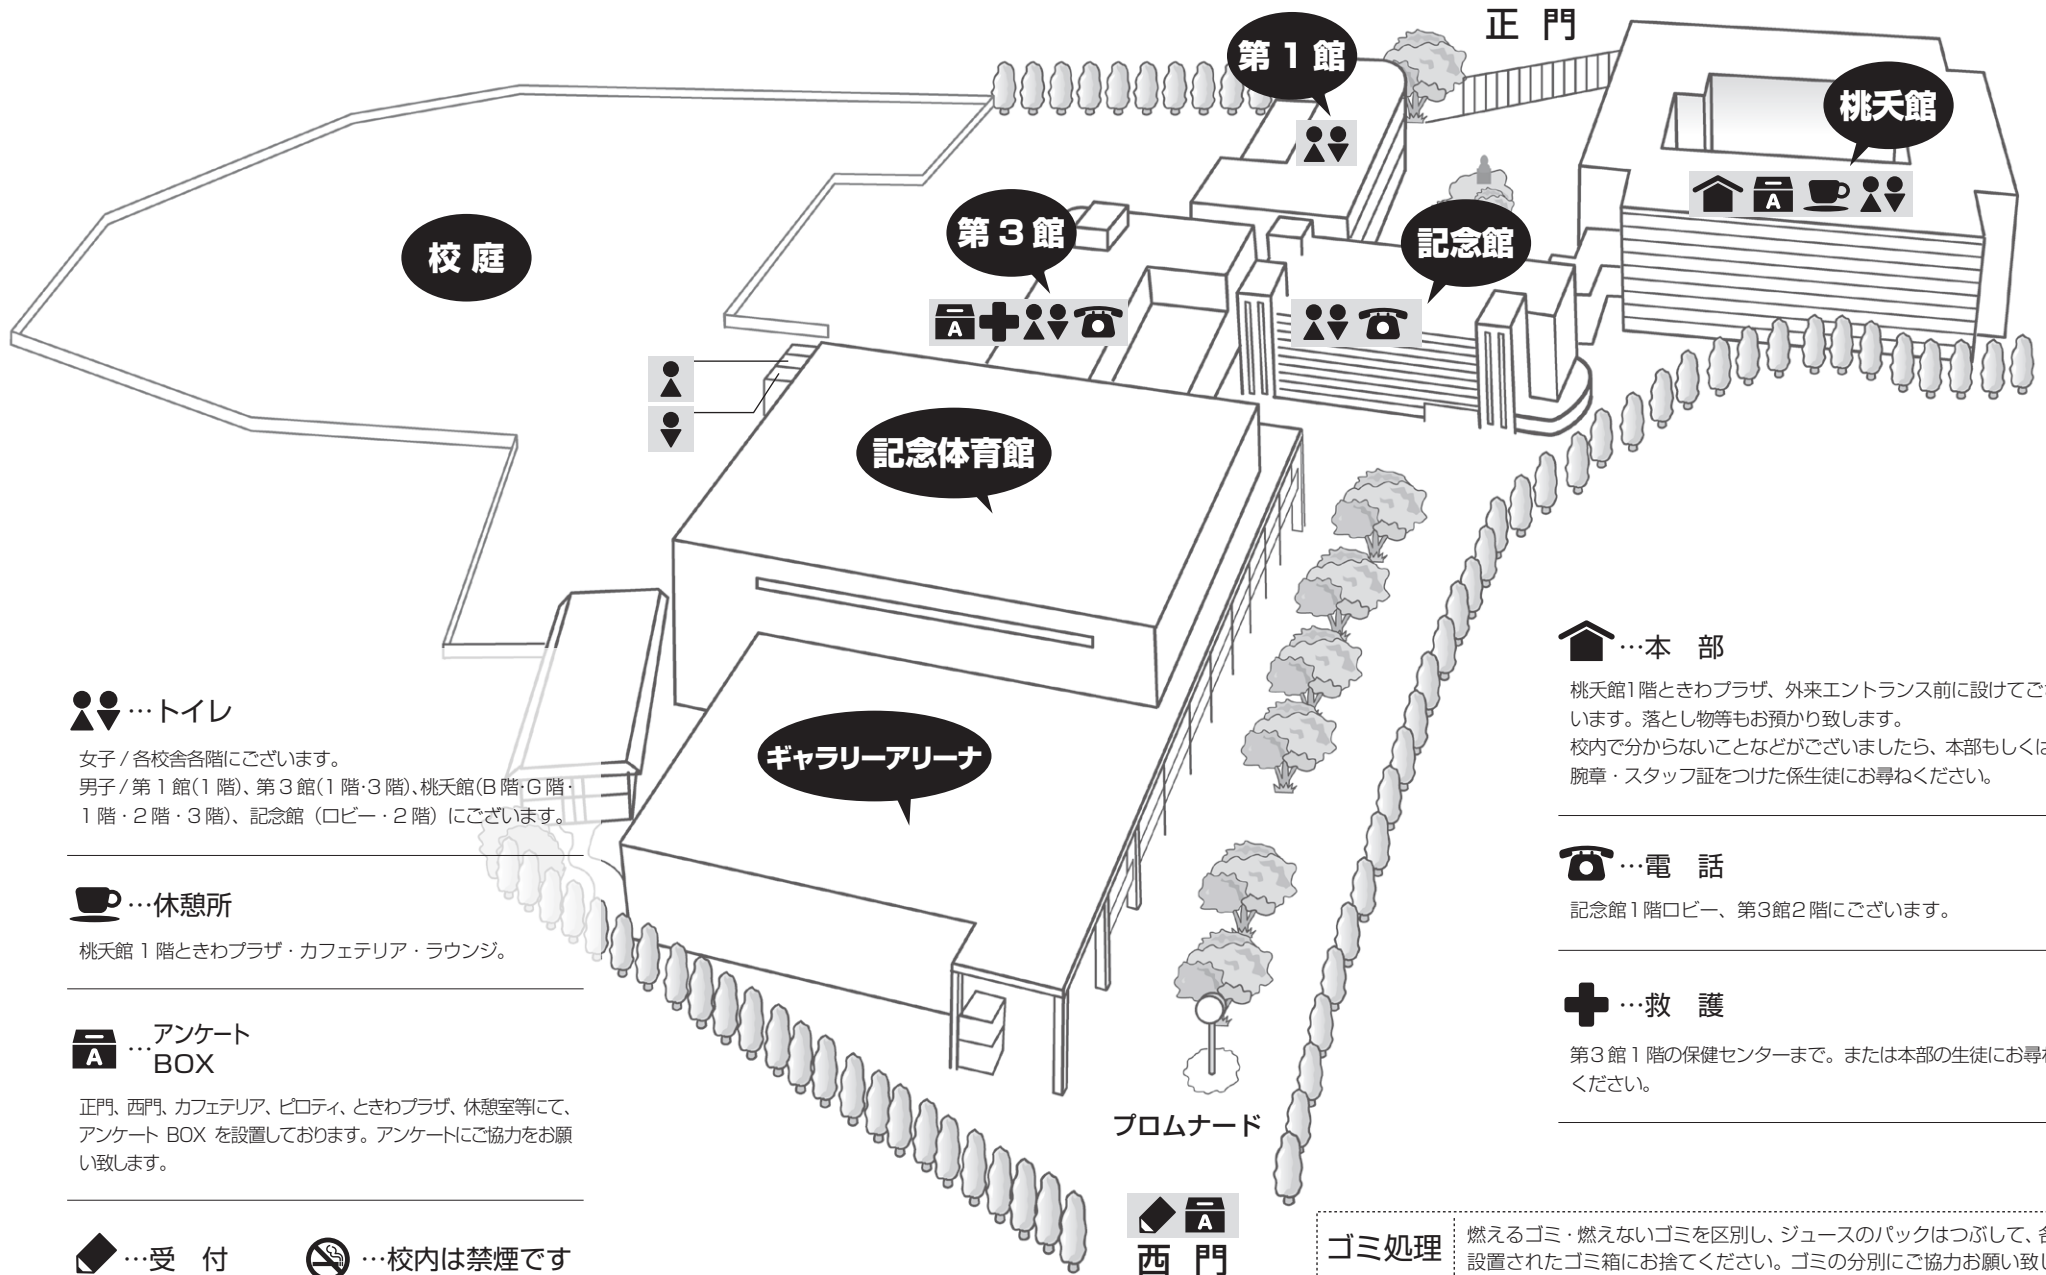 正 門
第 1 館
桃夭館
第 3 館
記念館
校 庭
記念体育館
ギャラリーアリーナ
…トイレ
女子 / 各校舎各階にございます。
男子 / 第 1 館(1 階)、第 3 館(1 階・3 階)、桃夭館(B 階・G 階・
1 階・2 階・3 階)、記念館（ロビー・2 階）にございます。
…休憩所
桃夭館 1 階ときわプラザ・カフェテリア・ラウンジ。
A
…アンケート
BOX
正門、西門、カフェテリア、ピロティ、ときわプラザ、休憩室等にて、
アンケート BOX を設置しております。アンケートにご協力をお願
い致します。
…受 付
…校内は禁煙です
…本 部
桃夭館1階ときわプラザ、外来エントランス前に設けてござ
います。落とし物等もお預かり致します。
校内で分からないことなどがございましたら、本部もしくは
腕章・スタッフ証をつけた係生徒にお尋ねください。
…電 話
記念館1階ロビー、第3館2階にございます。
…救 護
第3館1階の保健センターまで。または本部の生徒にお尋ね
ください。
プロムナード
A
西 門
ゴミ処理
燃えるゴミ・燃えないゴミを区別し、ジュースのパックはつぶして、各
設置されたゴミ箱にお捨てください。ゴミの分別にご協力お願い致し